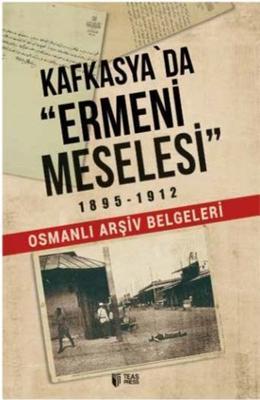 KAFKASYA`DA
“ERMENİ
MESELESİ”
1895-1912
OSMANLI ARŞİV BELGELERİ
TEAS
PRESS